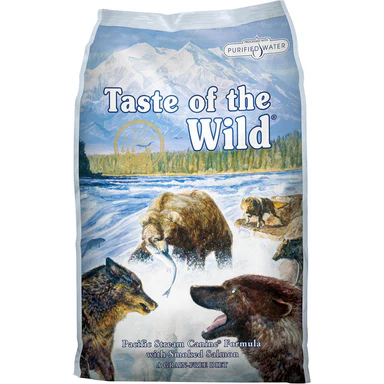 PURIFIED WATER
Taste of the
Wild®
Pacific Stream Canine® Formula
with Smoked Salmon
A GRAIN-FREE DIET